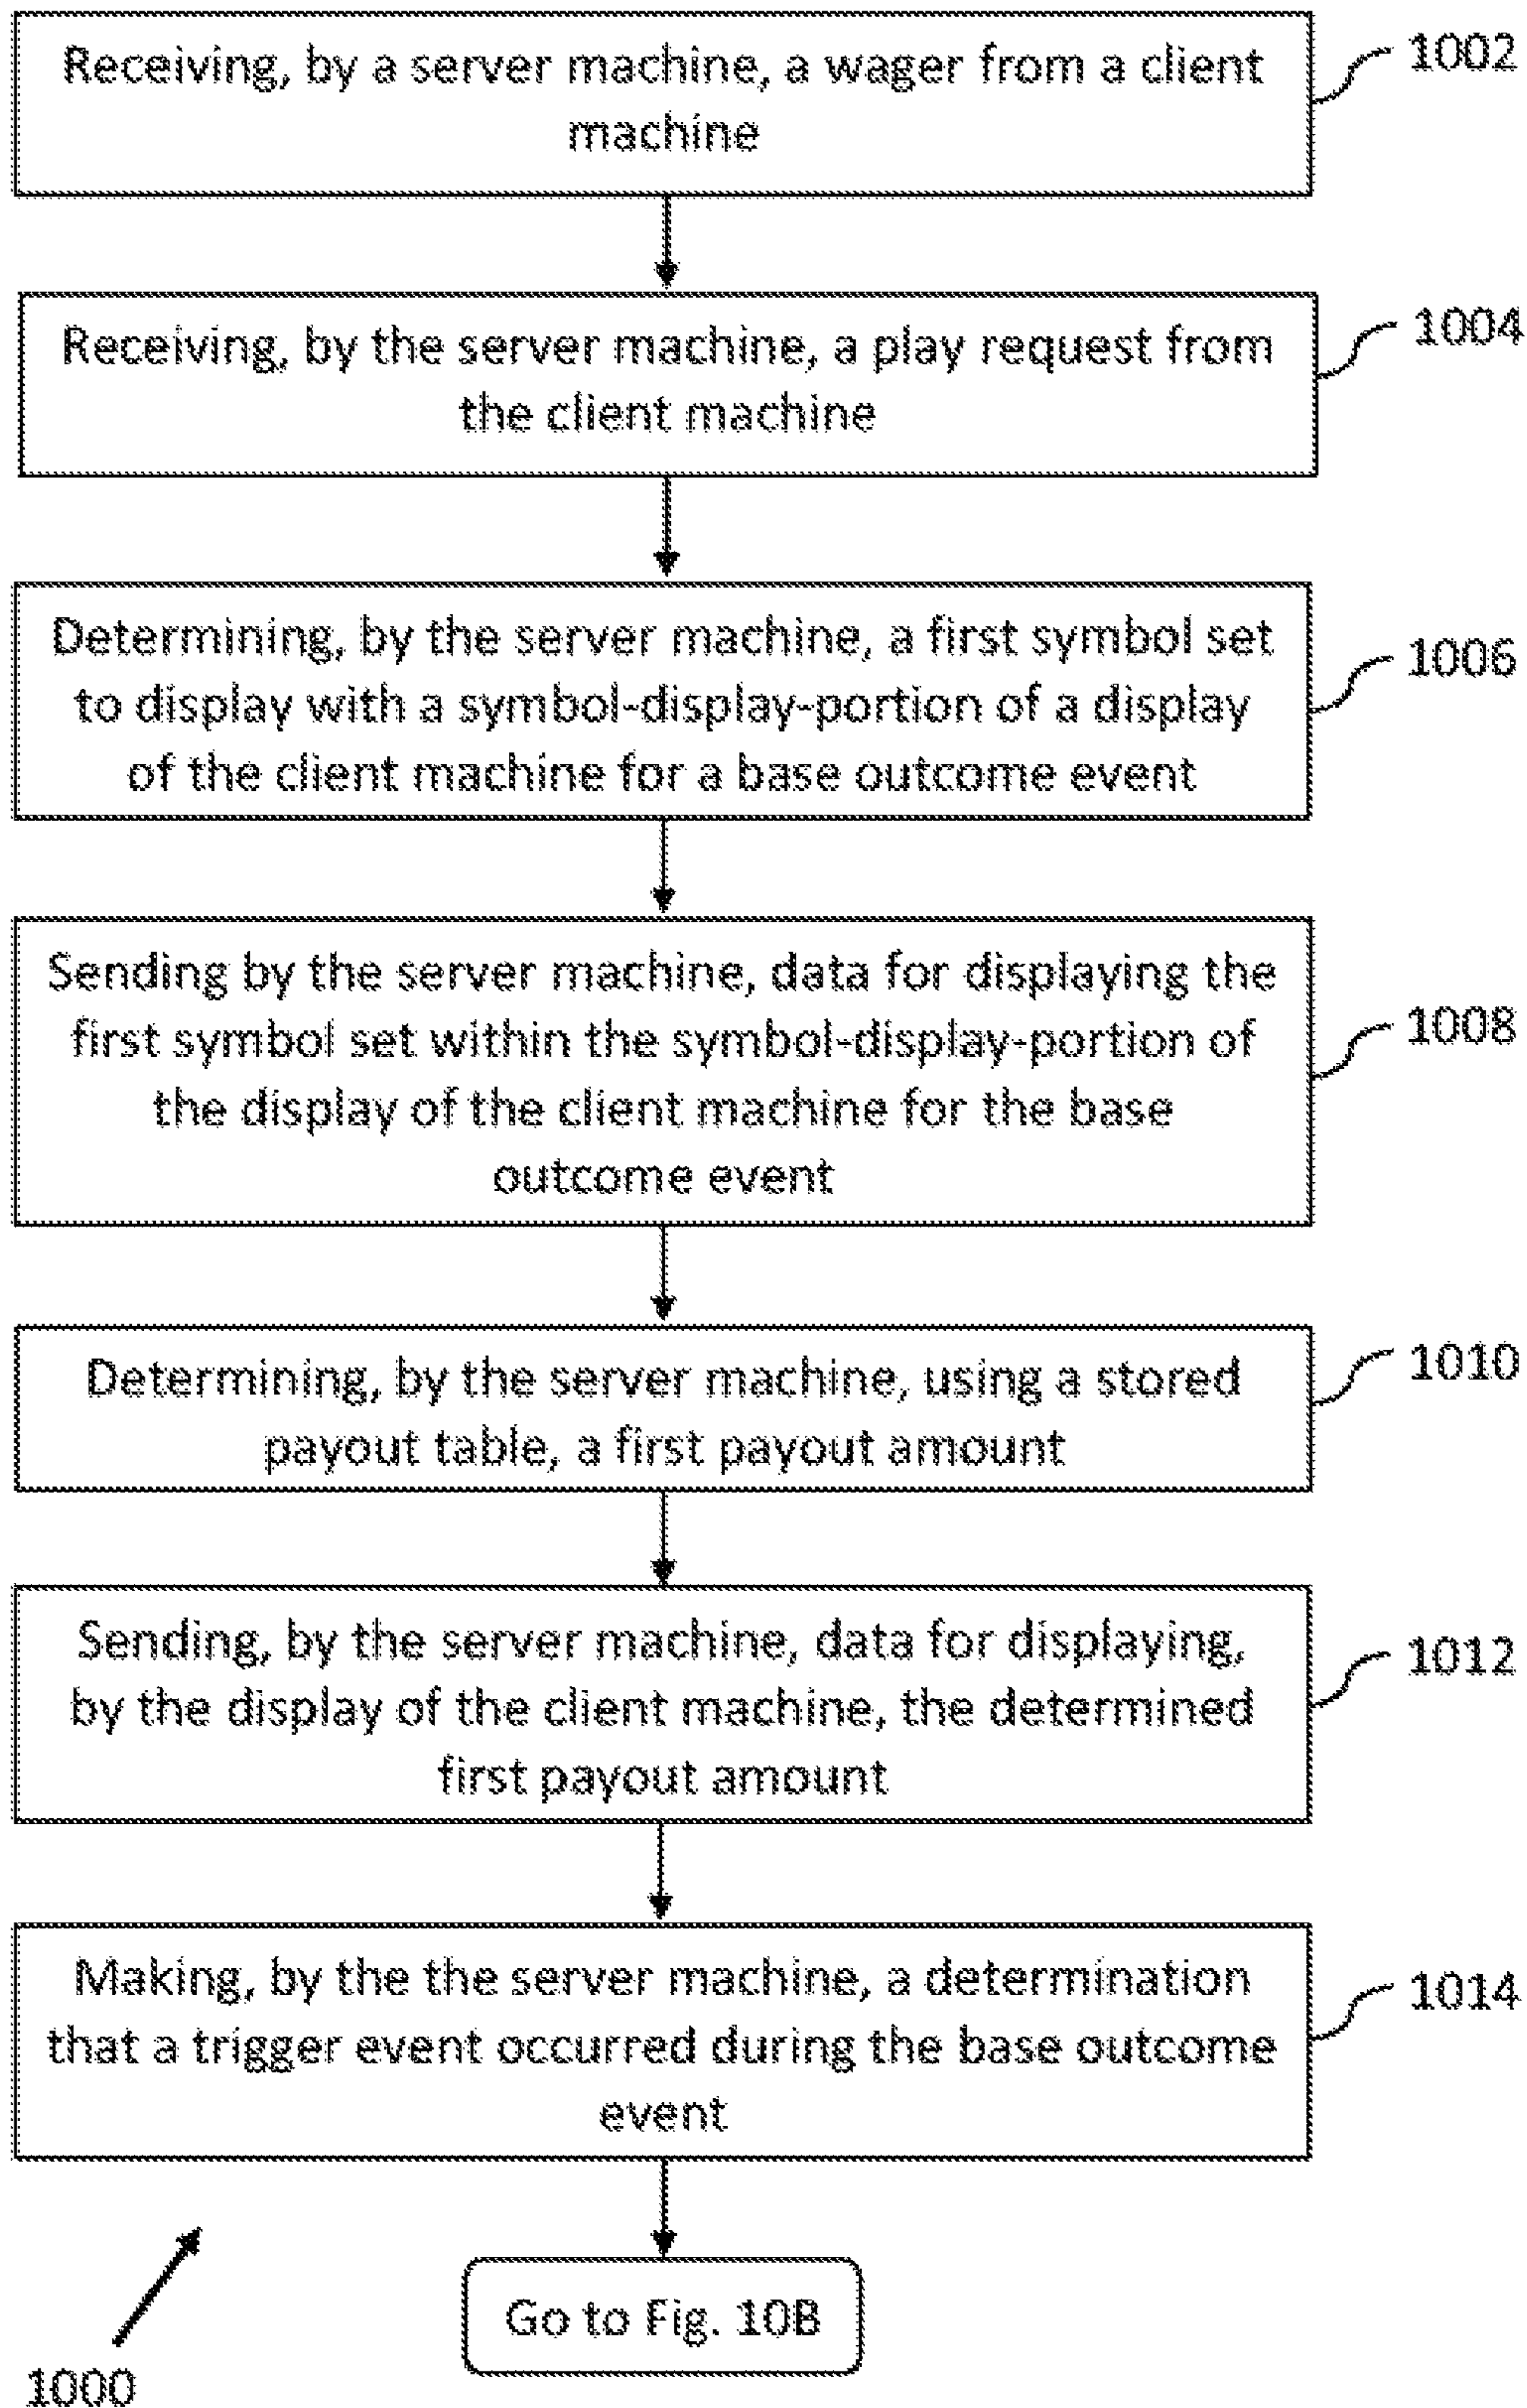 Receiving, by a server machine, a wager from a client
machine
1002
Receiving, by the server machine, a play request from
the client machine
1004
Determining, by the server machine, a first symbol set
to display with a symbol-display-portion of a display
of the client machine for a base outcome event
1006
Sending by the server machine, data for displaying the
first symbol set within the symbol-display-portion of
the display of the client machine for the base
outcome event
1008
Determining, by the server machine, using a stored
payout table, a first payout amount
1010
Sending, by the server machine, data for displaying,
by the display of the client machine, the determined
first payout amount
1012
Making, by the the server machine, a determination
that a trigger event occurred during the base outcome
event
1014
Go to Fig. 10B
1000